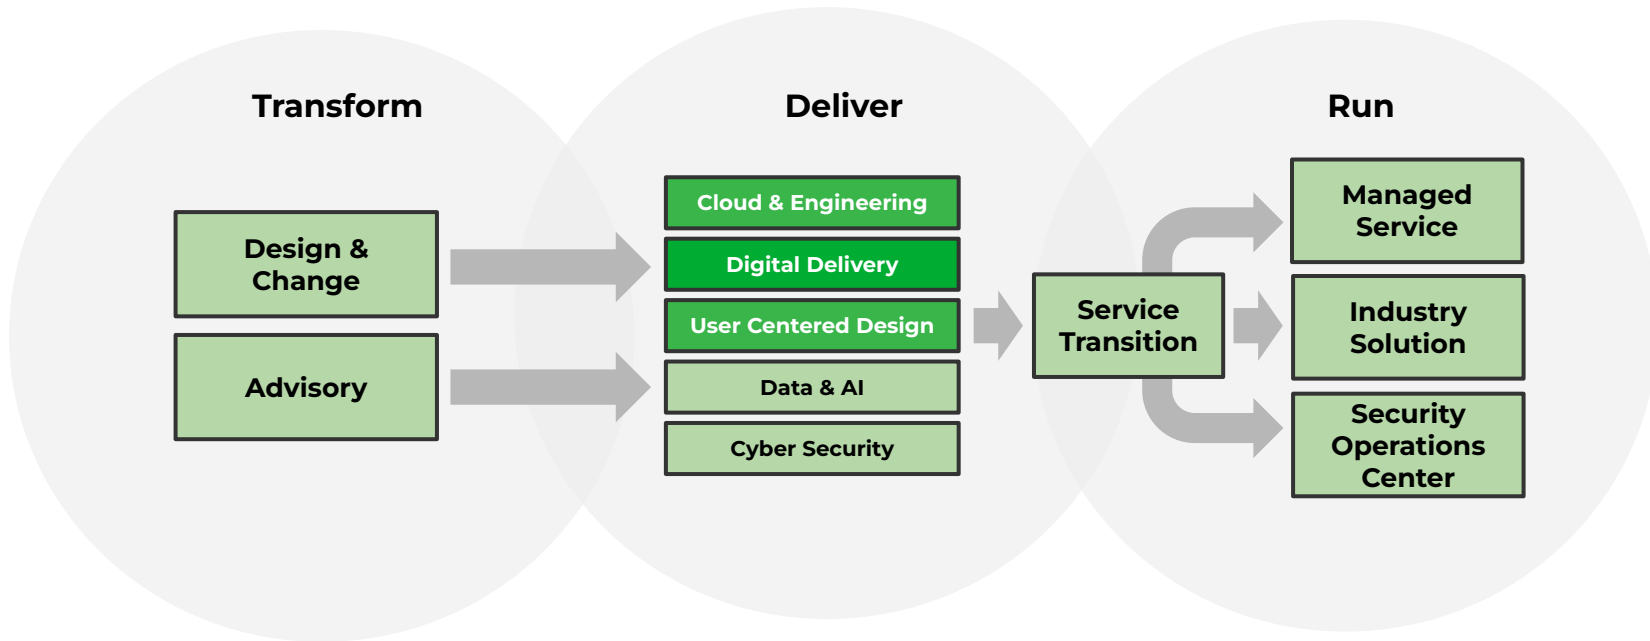 Transform
Design &
Change
Advisory
Deliver
Cloud & Engineering
Digital Delivery
User Centered Design
Data & AI
Cyber Security
Service
Transition
Run
Managed
Service
Industry
Solution
Security
Operations
Center